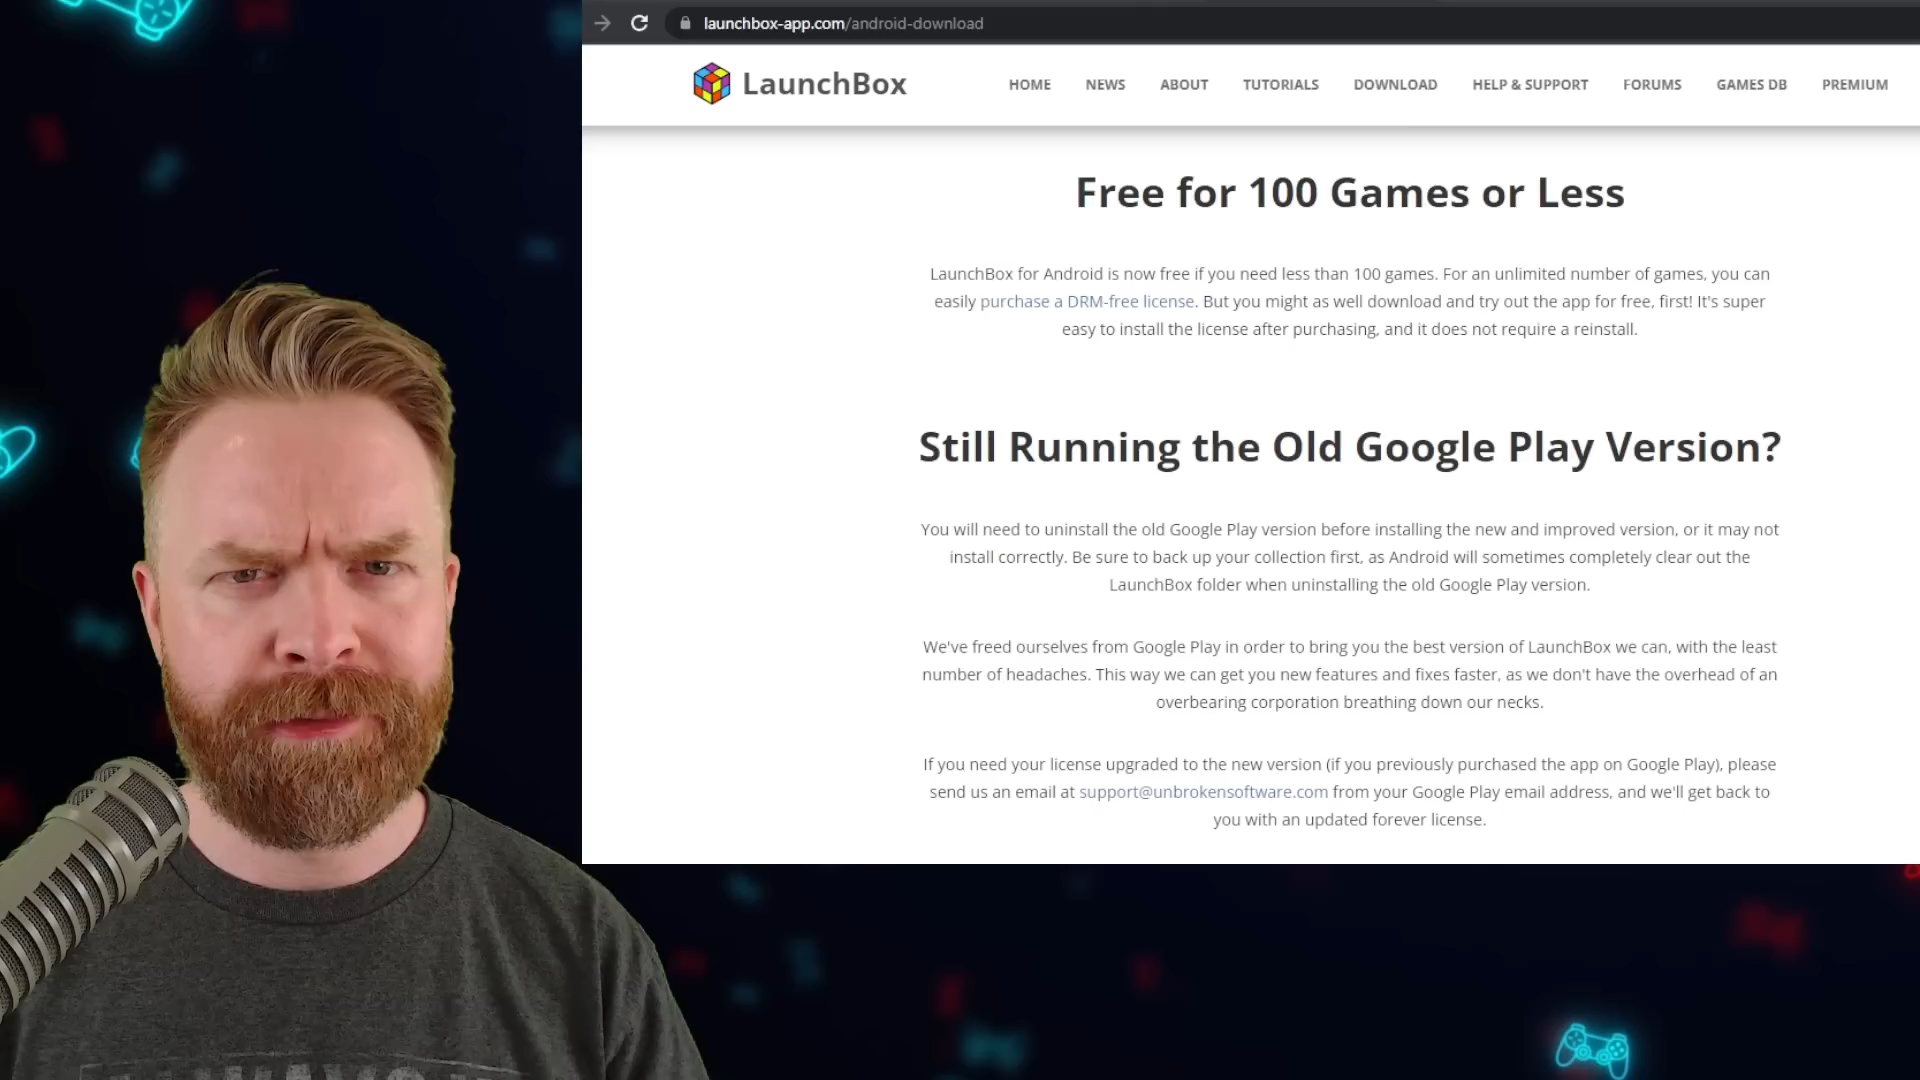 launchbox-app.com/android-download
LaunchBox
HOME NEWS ABOUT TUTORIALS DOWNLOAD HELP & SUPPORT FORUMS GAMES DB PREMIUM
Free for 100 Games or Less
LaunchBox for Android is now free if you need less than 100 games. For an unlimited number of games, you can
easily purchase a DRM-free license. But you might as well download and try out the app for free, first! It's super
easy to install the license after purchasing, and it does not require a reinstall.
Still Running the Old Google Play Version?
You will need to uninstall the old Google Play version before installing the new and improved version, or it may not
install correctly. Be sure to back up your collection first, as Android will sometimes completely clear out the
LaunchBox folder when uninstalling the old Google Play version.
We've freed ourselves from Google Play in order to bring you the best version of LaunchBox we can, with the least
number of headaches. This way we can get you new features and fixes faster, as we don't have the overhead of an
overbearing corporation breathing down our necks.
If you need your license upgraded to the new version (if you previously purchased the app on Google Play), please
send us an email at support@unbrokensoftware.com from your Google Play email address, and we'll get back to
you with an updated forever license.